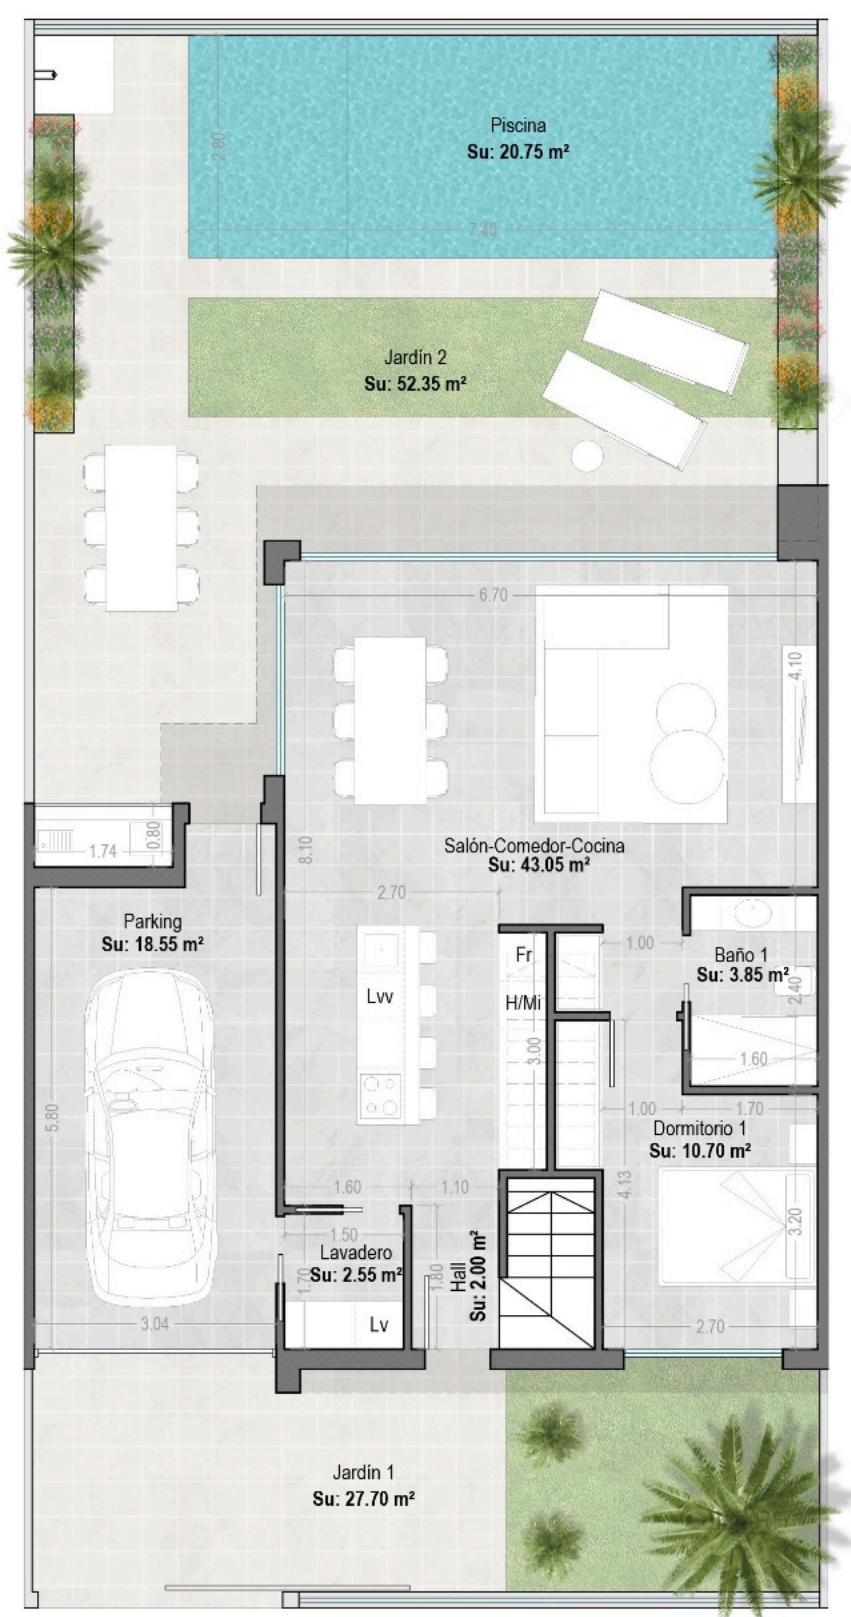 Piscina
Su: 20.75 m²
2.80
7.40
Jardín 2
Su: 52.35 m²
6.70
4.10
0.80
1.74
8.10
Salón-Comedor-Cocina
Su: 43.05 m²
2.70
Parking
Su: 18.55 m²
Fr
1.00
Baño 1
Su: 3.85 m²
Lvv
H/Mi
2.40
3.00
1.60
5.80
1.00
1.70
Dormitorio 1
Su: 10.70 m²
4.13
1.60
1.10
3.20
1.50
Lavadero
Su: 2.55 m²
1.70
1.80
Hall
Su: 2.00 m²
Lv
3.04
2.70
Jardín 1
Su: 27.70 m²